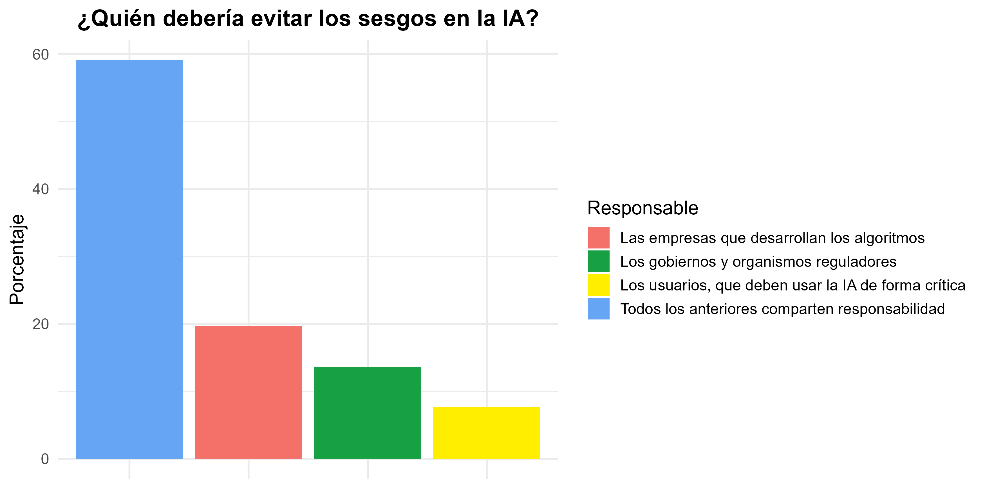 ¿Quién debería evitar los sesgos en la IA?
Porcentaje
60
40
20
0
Responsable
Las empresas que desarrollan los algoritmos
Los gobiernos y organismos reguladores
Los usuarios, que deben usar la IA de forma crítica
Todos los anteriores comparten responsabilidad